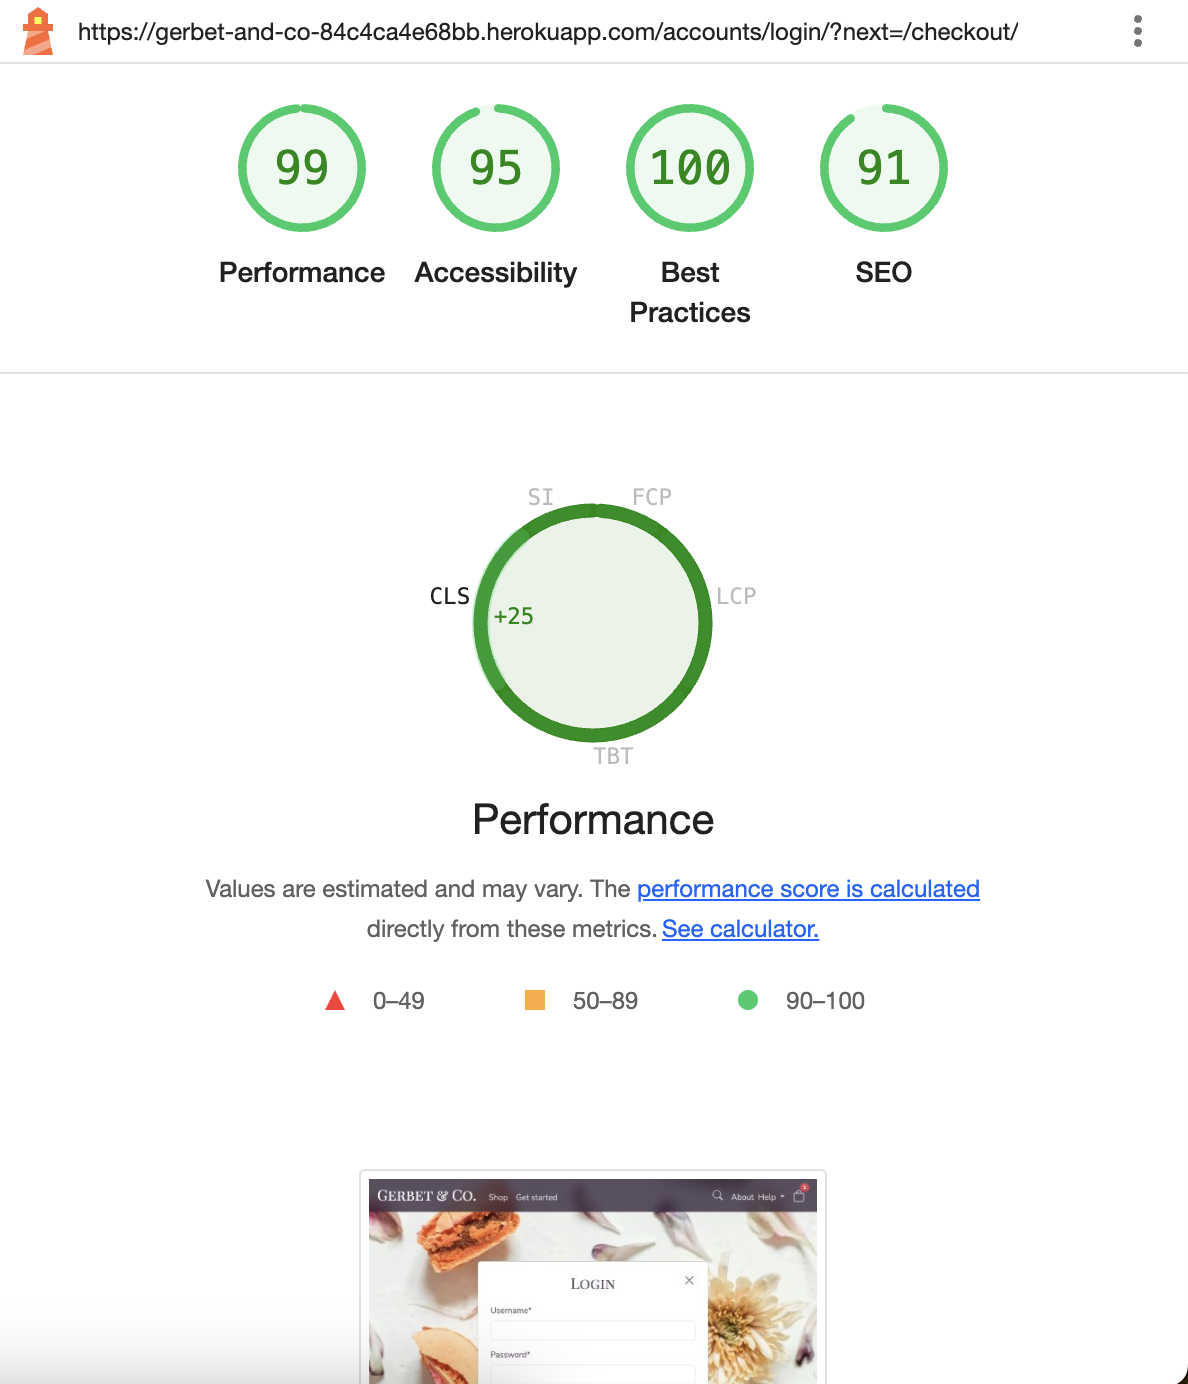 https://gerbet-and-co-84c4ca4e68bb.herokuapp.com/accounts/login/?next=/checkout/
99
95
100
91
Performance
Accessibility
Best
Practices
SEO
SI
FCP
CLS
+25
LCP
TBT
Performance
Values are estimated and may vary. The performance score is calculated
directly from these metrics. See calculator.
0–49
50–89
90–100
GERBET & CO. Shop Get started About Help
LOGIN
Username*
Password*